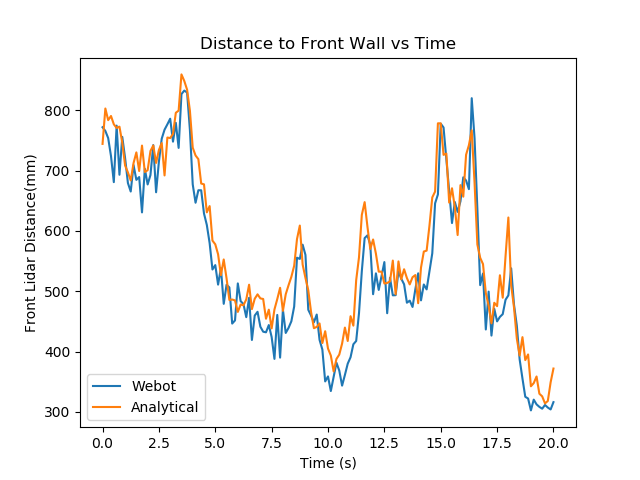 Distance to Front Wall vs Time
Front Lidar Distance(mm)
800
700
600
500
400
300
Webot
Analytical
0.0 2.5 5.0 7.5 10.0 12.5 15.0 17.5 20.0
Time (s)